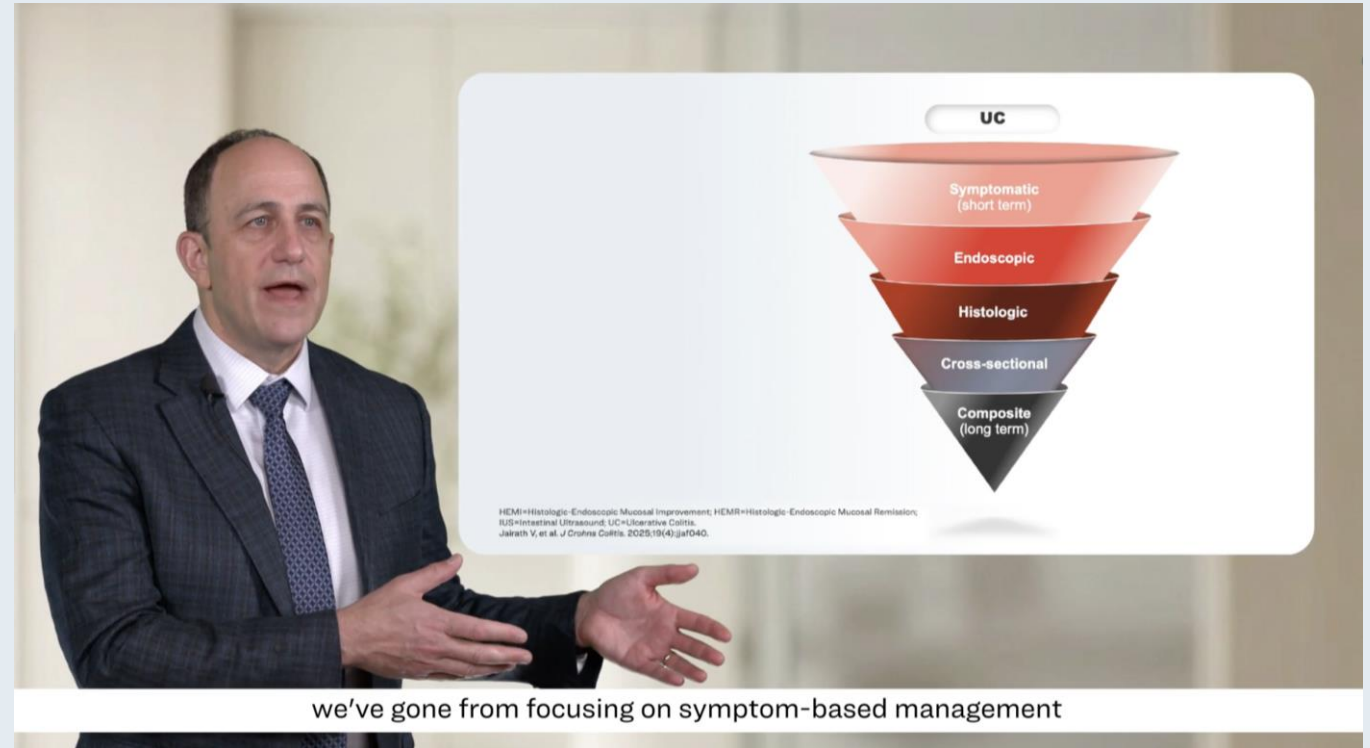 UC
Symptomatic
(short term)
Endoscopic
Histologic
Cross-sectional
Composite
(long term)
HEMI=Histologic-Endoscopic Mucosal Improvement; HEMR=Histologic-Endoscopic Mucosal Remission;
IUS=Intestinal Ultrasound; UC=Ulcerative Colitis.
Jairath V, et al. J Crohns Colitis. 2025;19(4):jjaf040.
we've gone from focusing on symptom-based management